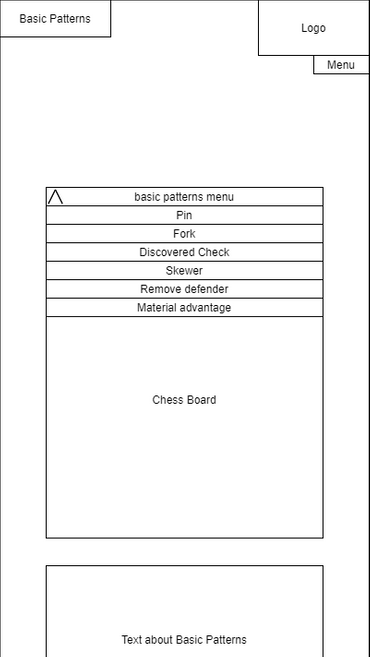 Basic Patterns
Logo
Menu
basic patterns menu
Pin
Fork
Discovered Check
Skewer
Remove defender
Material advantage
Chess Board
Text about Basic Patterns